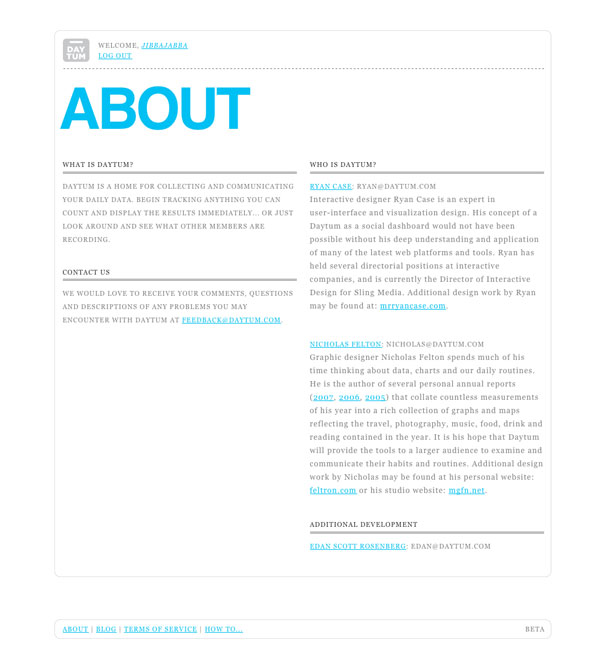 DAY
TUM
WELCOME, JIBBAJABBA
LOG OUT
ABOUT
WHAT IS DAYTUM?
DAYTUM IS A HOME FOR COLLECTING AND COMMUNICATING
YOUR DAILY DATA. BEGIN TRACKING ANYTHING YOU CAN
COUNT AND DISPLAY THE RESULTS IMMEDIATELY... OR JUST
LOOK AROUND AND SEE WHAT OTHER MEMBERS ARE
RECORDING.
CONTACT US
WE WOULD LOVE TO RECEIVE YOUR COMMENTS, QUESTIONS
AND DESCRIPTIONS OF ANY PROBLEMS YOU MAY
ENCOUNTER WITH DAYTUM AT FEEDBACK@DAYTUM.COM.
WHO IS DAYTUM?
RYAN CASE: RYAN@DAYTUM.COM
Interactive designer Ryan Case is an expert in
user-interface and visualization design. His concept of a
Daytum as a social dashboard would not have been
possible without his deep understanding and application
of many of the latest web platforms and tools. Ryan has
held several directorial positions at interactive
companies, and is currently the Director of Interactive
Design for Sling Media. Additional design work by Ryan
may be found at: mrryancase.com.
NICHOLAS FELTON: NICHOLAS@DAYTUM.COM
Graphic designer Nicholas Felton spends much of his
time thinking about data, charts and our daily routines.
He is the author of several personal annual reports
(2007, 2006, 2005) that collate countless measurements
of his year into a rich collection of graphs and maps
reflecting the travel, photography, music, food, drink and
reading contained in the year. It is his hope that Daytum
will provide the tools to a larger audience to examine and
communicate their habits and routines. Additional design
work by Nicholas may be found at his personal website:
feltron.com or his studio website: mgfn.net.
ADDITIONAL DEVELOPMENT
EDAN SCOTT ROSENBERG: EDAN@DAYTUM.COM
ABOUT | BLOG | TERMS OF SERVICE | HOW TO... BETA